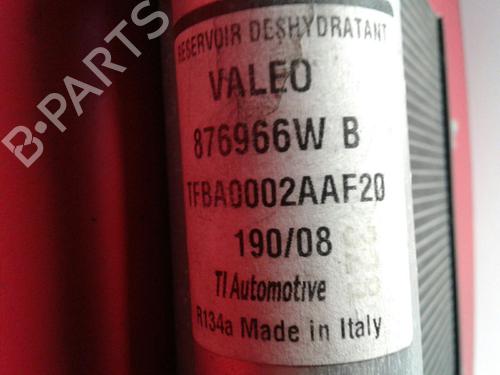 RESERVOIR DESHYDRATANT
VALEO
876966W B
TFBA0002AAF20
190/08
TI Automotive
R134a Made in Italy
B-PARTS